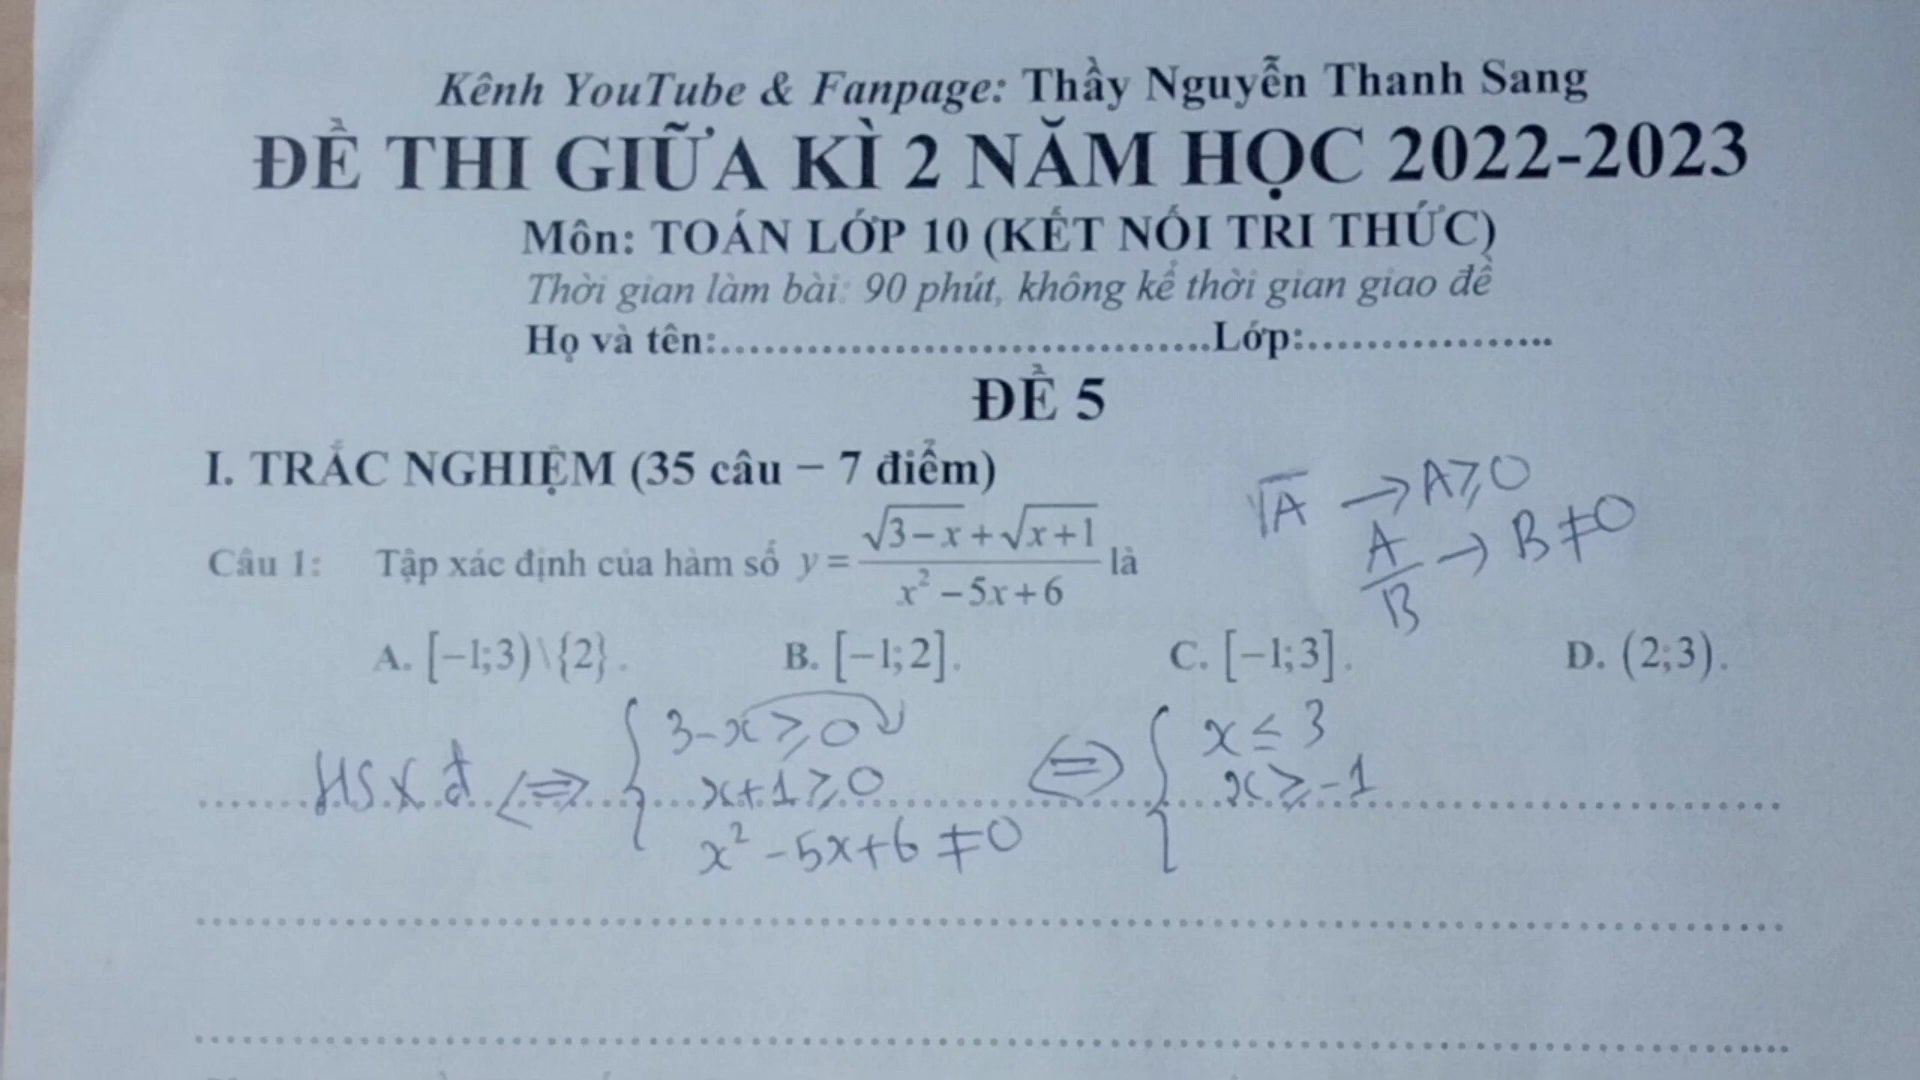 Kênh YouTube & Fanpage: Thầy Nguyễn Thanh Sang
ĐỀ THI GIỮA KÌ 2 NĂM HỌC 2022-2023
Môn: TOÁN LỚP 10 (KẾT NỐI TRI THỨC)
Thời gian làm bài: 90 phút, không kể thời gian giao đề
Họ và tên:..................................Lớp:.................
ĐỀ 5
I. TRẮC NGHIỆM (35 câu – 7 điểm)
√A → A ≥ 0
A/B → B ≠ 0
Câu 1: Tập xác định của hàm số y = (√(3−x) + √(x+1)) / (x² − 5x + 6) là
A. [−1;3)\{2}. B. [−1;2]. C. [−1;3]. D. (2;3).
HSXđ ⇔ { 3−x ≥ 0 ⇔ { x ≤ 3
x+1 ≥ 0 x ≥ −1
x² −5x+6 ≠ 0